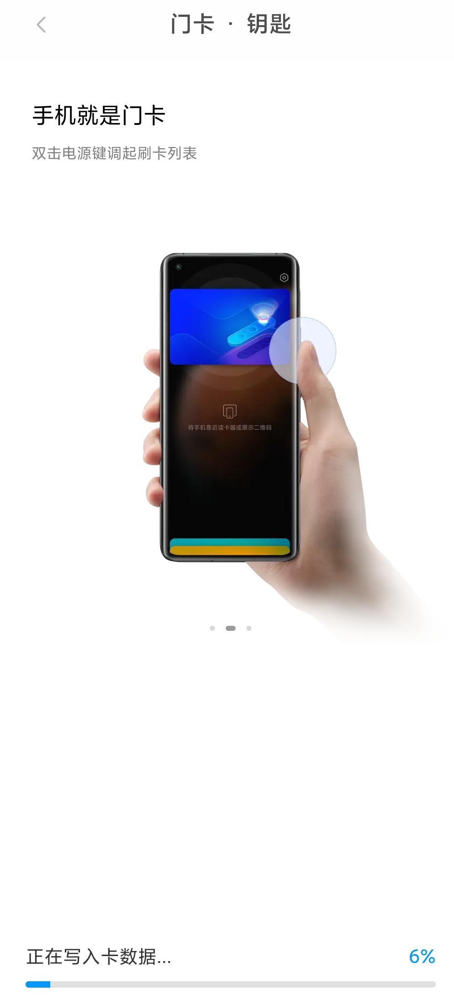 门卡 · 钥匙
手机就是门卡
双击电源键调起刷卡列表
将手机靠近读卡器或展示二维码
正在写入卡数据...
6%